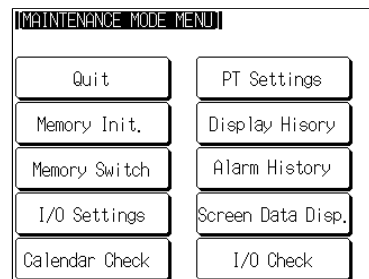 [MAINTENANCE MODE MENU]
Quit
PT Settings
Memory Init.
Display Hisory
Memory Switch
Alarm History
I/O Settings
Screen Data Disp.
Calendar Check
I/O Check